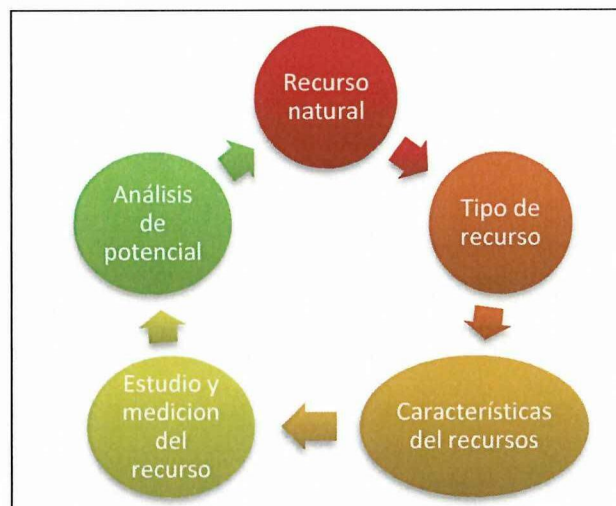 Recurso
natural
Tipo de
recurso
Características
del recursos
Estudio y
medicion
del
recurso
Análisis
de
potencial